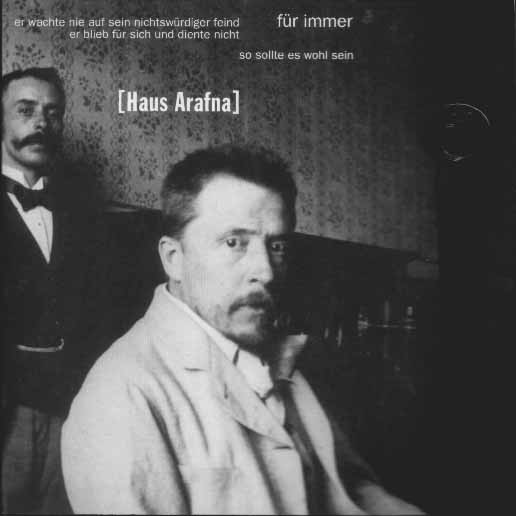 er wachte nie auf sein nichtswürdiger feind
er blieb für sich und diente nicht
für immer
so sollte es wohl sein
[Haus Arafna]